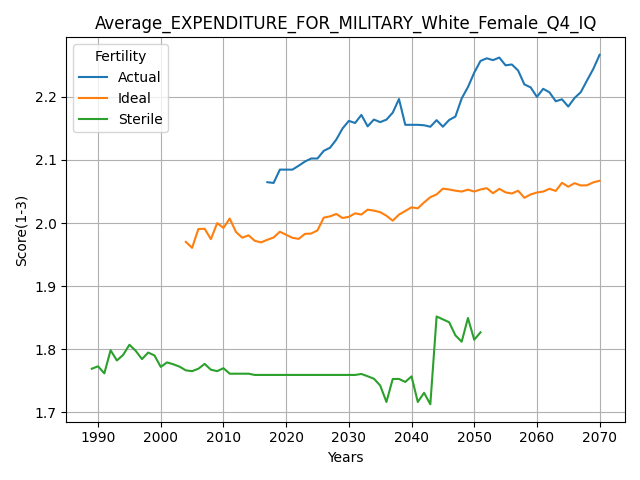 Average_EXPENDITURE_FOR_MILITARY_White_Female_Q4_IQ
Fertility
Actual
Ideal
Sterile
Score(1-3)
2.2
2.1
2.0
1.9
1.8
1.7
1990 2000 2010 2020 2030 2040 2050 2060 2070
Years